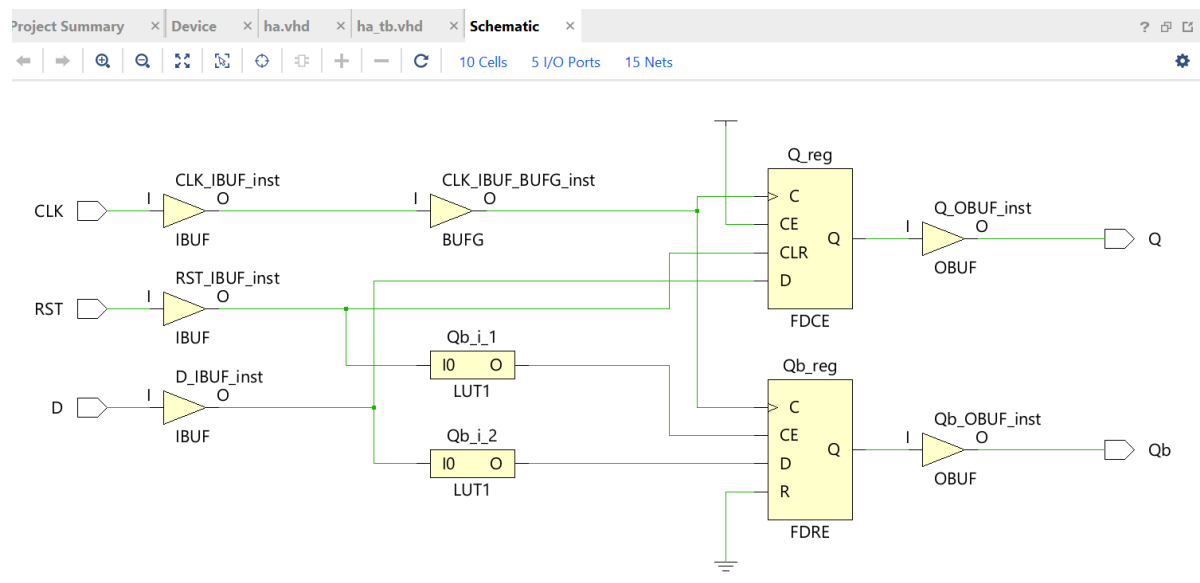 Project Summary × Device × ha.vhd × ha_tb.vhd × Schematic × ?
10 Cells 5 I/O Ports 15 Nets
CLK
I
CLK_IBUF_inst
O
IBUF
I
CLK_IBUF_BUFG_inst
O
BUFG
RST
I
RST_IBUF_inst
O
IBUF
D
I
D_IBUF_inst
O
IBUF
Qb_i_1
I0 O
LUT1
Qb_i_2
I0 O
LUT1
Q_reg
C
CE
CLR
D
Q
FDCE
I
Q_OBUF_inst
O
OBUF
Q
Qb_reg
C
CE
D
R
Q
FDRE
I
Qb_OBUF_inst
O
OBUF
Qb